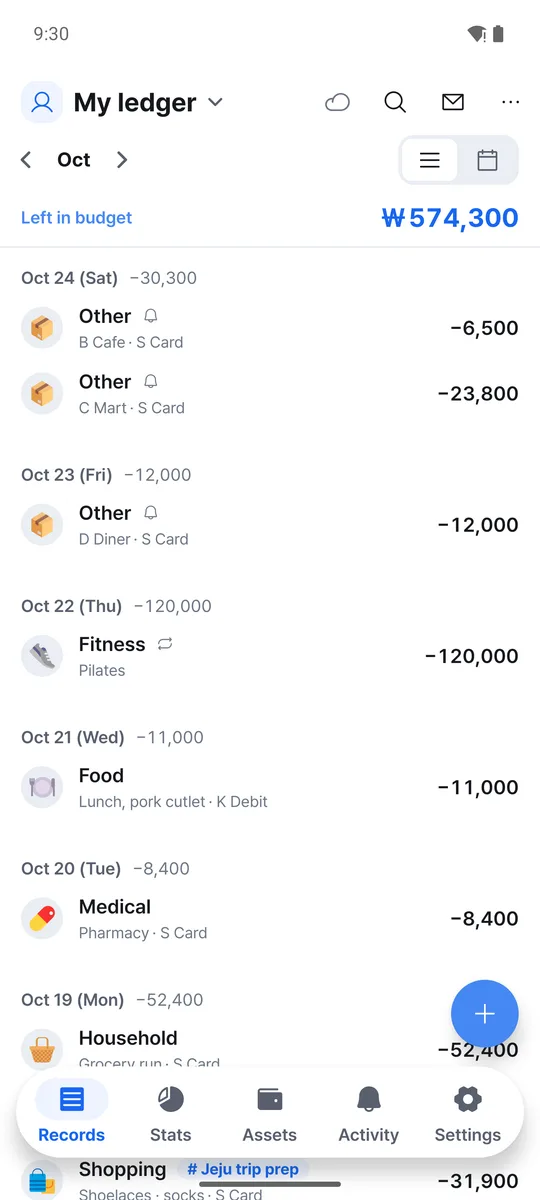 9:30
My ledger
Oct
Left in budget ₩574,300
Oct 24 (Sat) −30,300
Other −6,500
B Cafe · S Card
Other −23,800
C Mart · S Card
Oct 23 (Fri) −12,000
Other −12,000
D Diner · S Card
Oct 22 (Thu) −120,000
Fitness −120,000
Pilates
Oct 21 (Wed) −11,000
Food −11,000
Lunch, pork cutlet · K Debit
Oct 20 (Tue) −8,400
Medical −8,400
Pharmacy · S Card
Oct 19 (Mon) −52,400
Household −52,400
Grocery run · S Card
Records Stats Assets Activity Settings
Shopping # Jeju trip prep −31,900
Shoelaces · socks · S Card